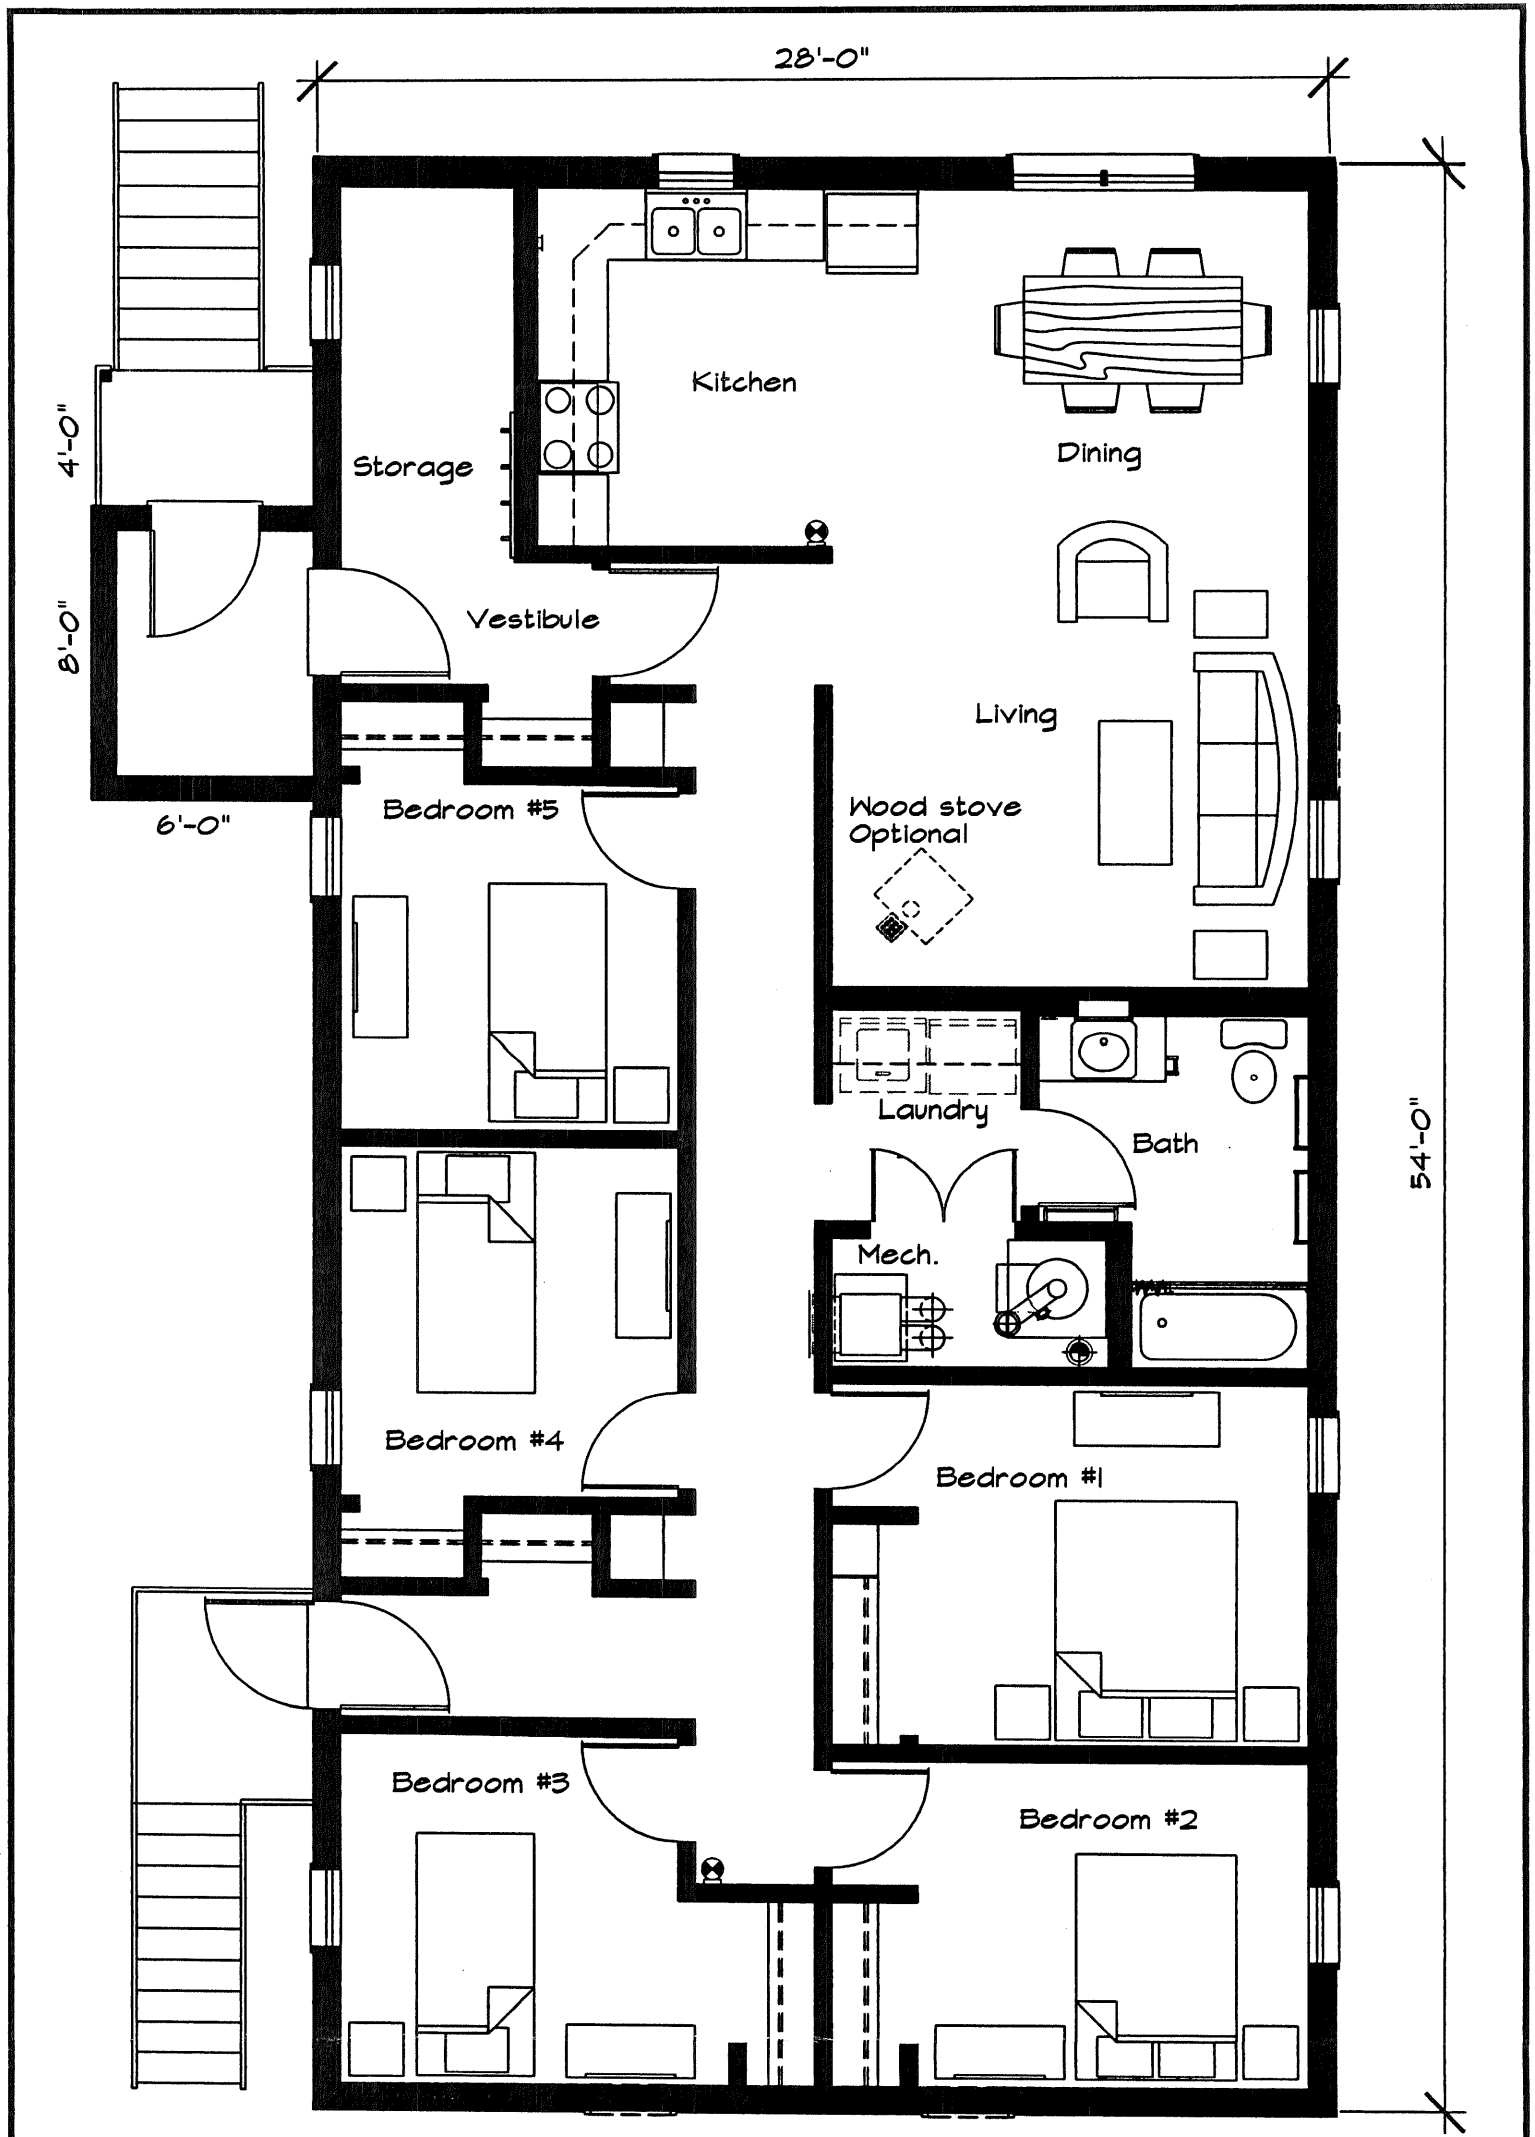 28'-0"
Kitchen
4'-0"
Storage
Dining
8'-0"
Vestibule
Living
Bedroom #5
Wood stove
Optional
6'-0"
Laundry
Bath
54'-0"
Mech.
Bedroom #4
Bedroom #1
Bedroom #3
Bedroom #2